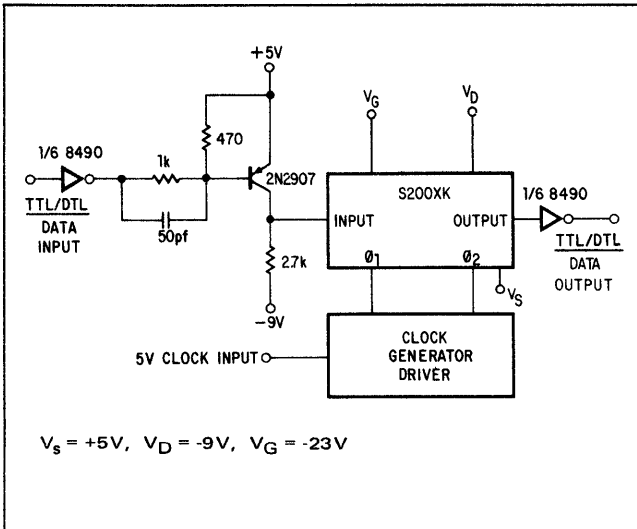 +5V
V_G
V_D
470
1/6 8490
1k
2N2907
S200XK
1/6 8490
TTL/DTL
DATA
INPUT
50pf
INPUT
OUTPUT
TTL/DTL
DATA
OUTPUT
Ø1
Ø2
2.7k
V_S
-9V
5V CLOCK INPUT
CLOCK
GENERATOR
DRIVER
V_s = +5V, V_D = -9V, V_G = -23V